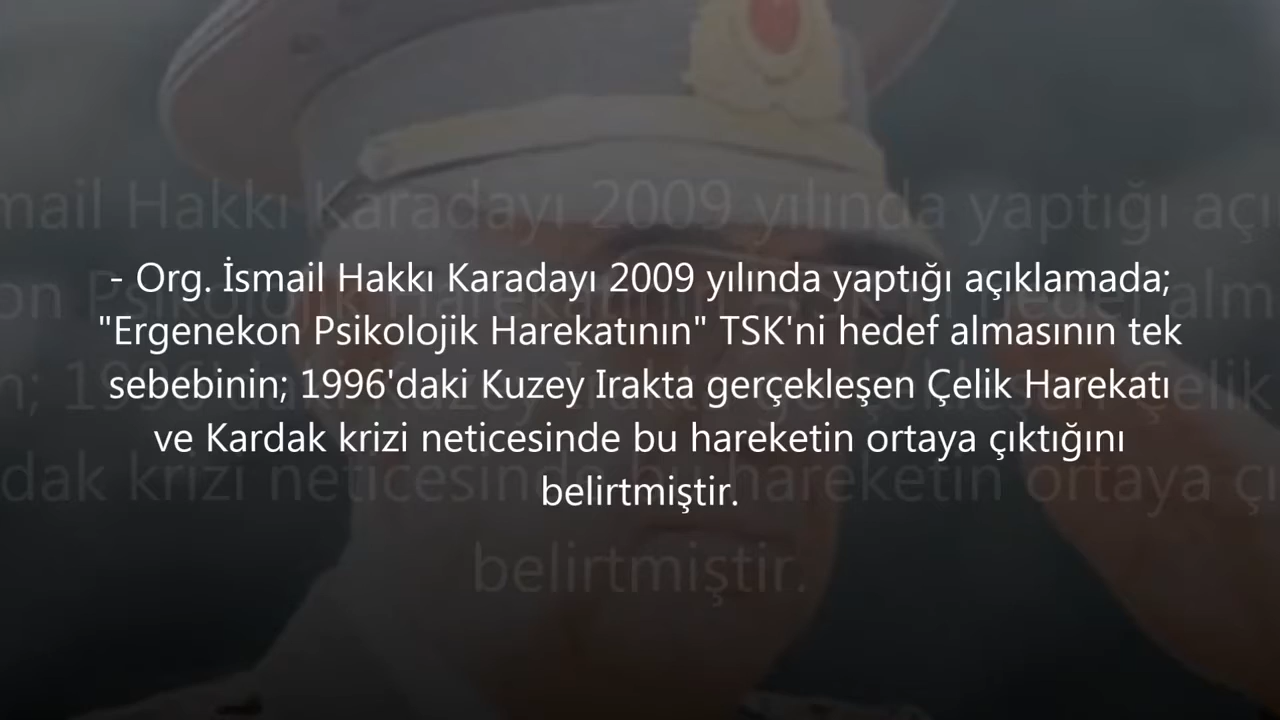 - Org. İsmail Hakkı Karadayı 2009 yılında yaptığı açıklamada;
"Ergenekon Psikolojik Harekatının" TSK'ni hedef almasının tek
sebebinin; 1996'daki Kuzey Irakta gerçekleşen Çelik Harekatı
ve Kardak krizi neticesinde bu hareketin ortaya çıktığını
belirtmiştir.